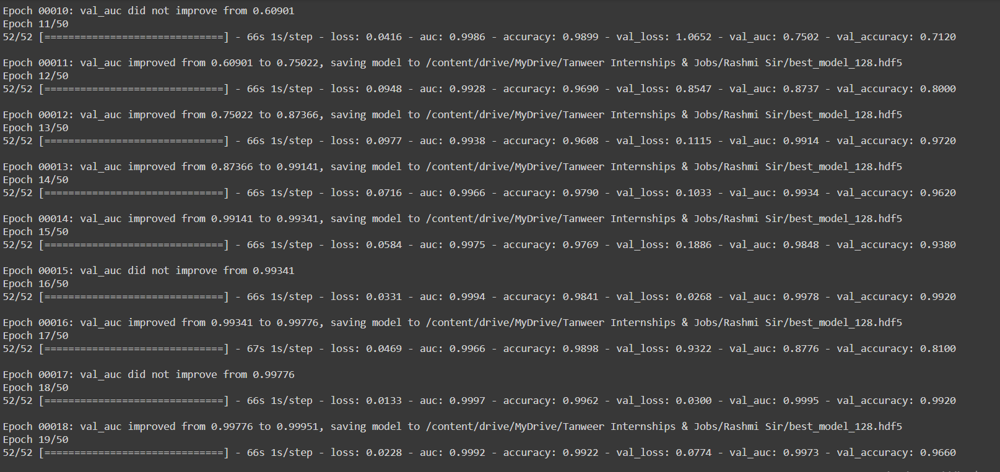 Epoch 00010: val_auc did not improve from 0.60901
Epoch 11/50
52/52 [==============================] - 66s 1s/step - loss: 0.0416 - auc: 0.9986 - accuracy: 0.9899 - val_loss: 1.0652 - val_auc: 0.7502 - val_accuracy: 0.7120
Epoch 00011: val_auc improved from 0.60901 to 0.75022, saving model to /content/drive/MyDrive/Tanweer Internships & Jobs/Rashmi Sir/best_model_128.hdf5
Epoch 12/50
52/52 [==============================] - 66s 1s/step - loss: 0.0948 - auc: 0.9928 - accuracy: 0.9690 - val_loss: 0.8547 - val_auc: 0.8737 - val_accuracy: 0.8000
Epoch 00012: val_auc improved from 0.75022 to 0.87366, saving model to /content/drive/MyDrive/Tanweer Internships & Jobs/Rashmi Sir/best_model_128.hdf5
Epoch 13/50
52/52 [==============================] - 66s 1s/step - loss: 0.0977 - auc: 0.9938 - accuracy: 0.9608 - val_loss: 0.1115 - val_auc: 0.9914 - val_accuracy: 0.9720
Epoch 00013: val_auc improved from 0.87366 to 0.99141, saving model to /content/drive/MyDrive/Tanweer Internships & Jobs/Rashmi Sir/best_model_128.hdf5
Epoch 14/50
52/52 [==============================] - 66s 1s/step - loss: 0.0716 - auc: 0.9966 - accuracy: 0.9790 - val_loss: 0.1033 - val_auc: 0.9934 - val_accuracy: 0.9620
Epoch 00014: val_auc improved from 0.99141 to 0.99341, saving model to /content/drive/MyDrive/Tanweer Internships & Jobs/Rashmi Sir/best_model_128.hdf5
Epoch 15/50
52/52 [==============================] - 66s 1s/step - loss: 0.0584 - auc: 0.9975 - accuracy: 0.9769 - val_loss: 0.1886 - val_auc: 0.9848 - val_accuracy: 0.9380
Epoch 00015: val_auc did not improve from 0.99341
Epoch 16/50
52/52 [==============================] - 66s 1s/step - loss: 0.0331 - auc: 0.9994 - accuracy: 0.9841 - val_loss: 0.0268 - val_auc: 0.9978 - val_accuracy: 0.9920
Epoch 00016: val_auc improved from 0.99341 to 0.99776, saving model to /content/drive/MyDrive/Tanweer Internships & Jobs/Rashmi Sir/best_model_128.hdf5
Epoch 17/50
52/52 [==============================] - 67s 1s/step - loss: 0.0469 - auc: 0.9966 - accuracy: 0.9898 - val_loss: 0.9322 - val_auc: 0.8776 - val_accuracy: 0.8100
Epoch 00017: val_auc did not improve from 0.99776
Epoch 18/50
52/52 [==============================] - 66s 1s/step - loss: 0.0133 - auc: 0.9997 - accuracy: 0.9962 - val_loss: 0.0300 - val_auc: 0.9995 - val_accuracy: 0.9920
Epoch 00018: val_auc improved from 0.99776 to 0.99951, saving model to /content/drive/MyDrive/Tanweer Internships & Jobs/Rashmi Sir/best_model_128.hdf5
Epoch 19/50
52/52 [==============================] - 66s 1s/step - loss: 0.0228 - auc: 0.9992 - accuracy: 0.9922 - val_loss: 0.0774 - val_auc: 0.9973 - val_accuracy: 0.9660